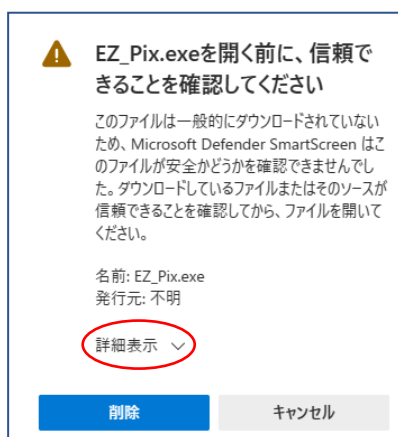 EZ_Pix.exeを開く前に、信頼で
きることを確認してください
このファイルは一般的にダウンロードされていない
ため、Microsoft Defender SmartScreen はこ
のファイルが安全かどうかを確認できませんでし
た。ダウンロードしているファイルまたはそのソースが
信頼できることを確認してから、ファイルを開いて
ください。
名前: EZ_Pix.exe
発行元: 不明
詳細表示
削除
キャンセル